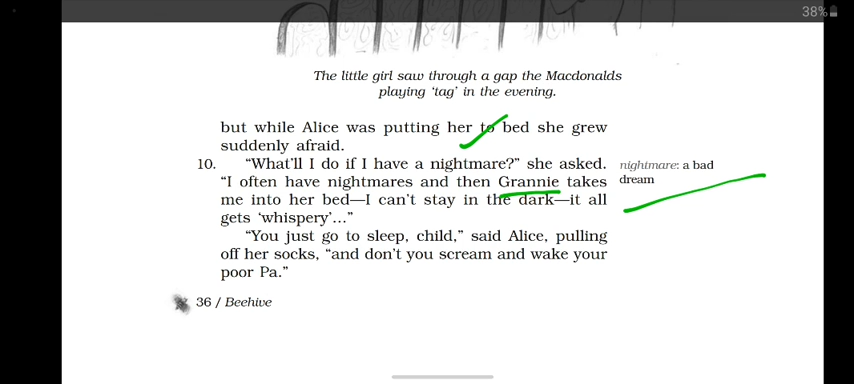 38%
The little girl saw through a gap the Macdonalds
playing ‘tag’ in the evening.
but while Alice was putting her to bed she grew
suddenly afraid.
10. “What’ll I do if I have a nightmare?” she asked.
“I often have nightmares and then Grannie takes
me into her bed—I can’t stay in the dark—it all
gets ‘whispery’…”
“You just go to sleep, child,” said Alice, pulling
off her socks, “and don’t you scream and wake your
poor Pa.”
nighimare: a bad
dream
36 / Beehive